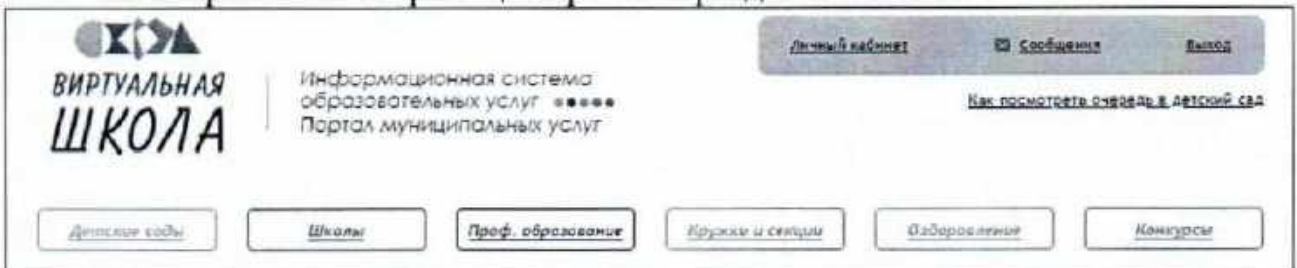 Личный кабинет
Сообщения
Выход
ВИРТУАЛЬНАЯ
ШКОЛА
Информационная система
образовательных услуг
Портал муниципальных услуг
Как посмотреть очередь в детский сад
Детские сады
Школы
Проф. образование
Кружки и секции
Оздоровление
Конкурсы